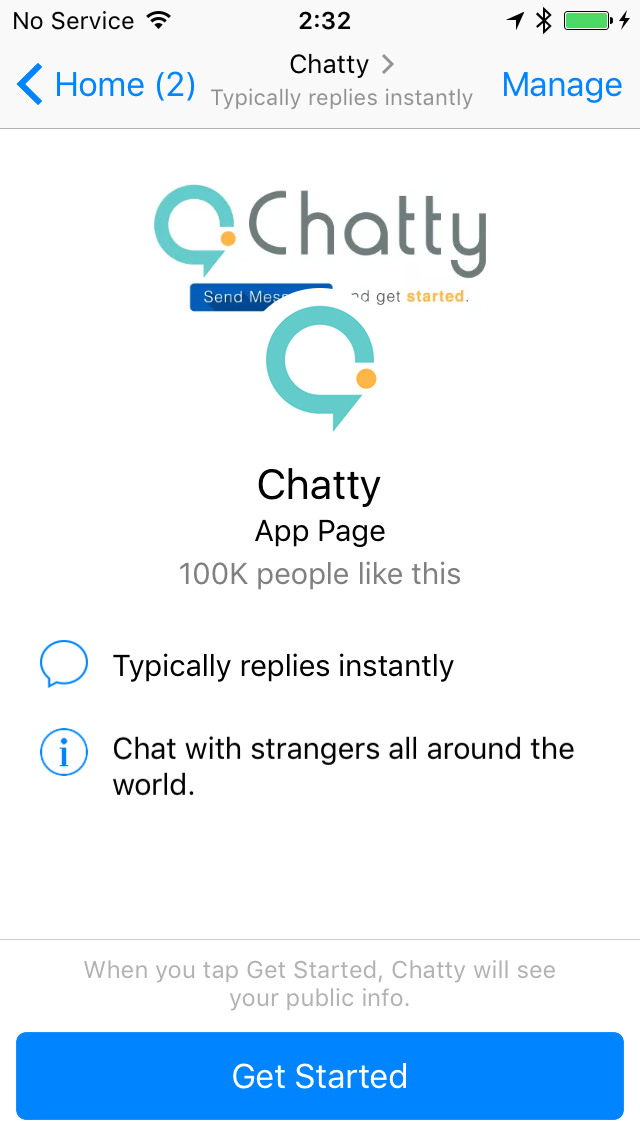 No Service 2:32
Chatty
Home (2) Manage
Typically replies instantly
Chatty
Send nd get started.
Chatty
App Page
100K people like this
Typically replies instantly
i Chat with strangers all around the
world.
When you tap Get Started, Chatty will see
your public info.
Get Started